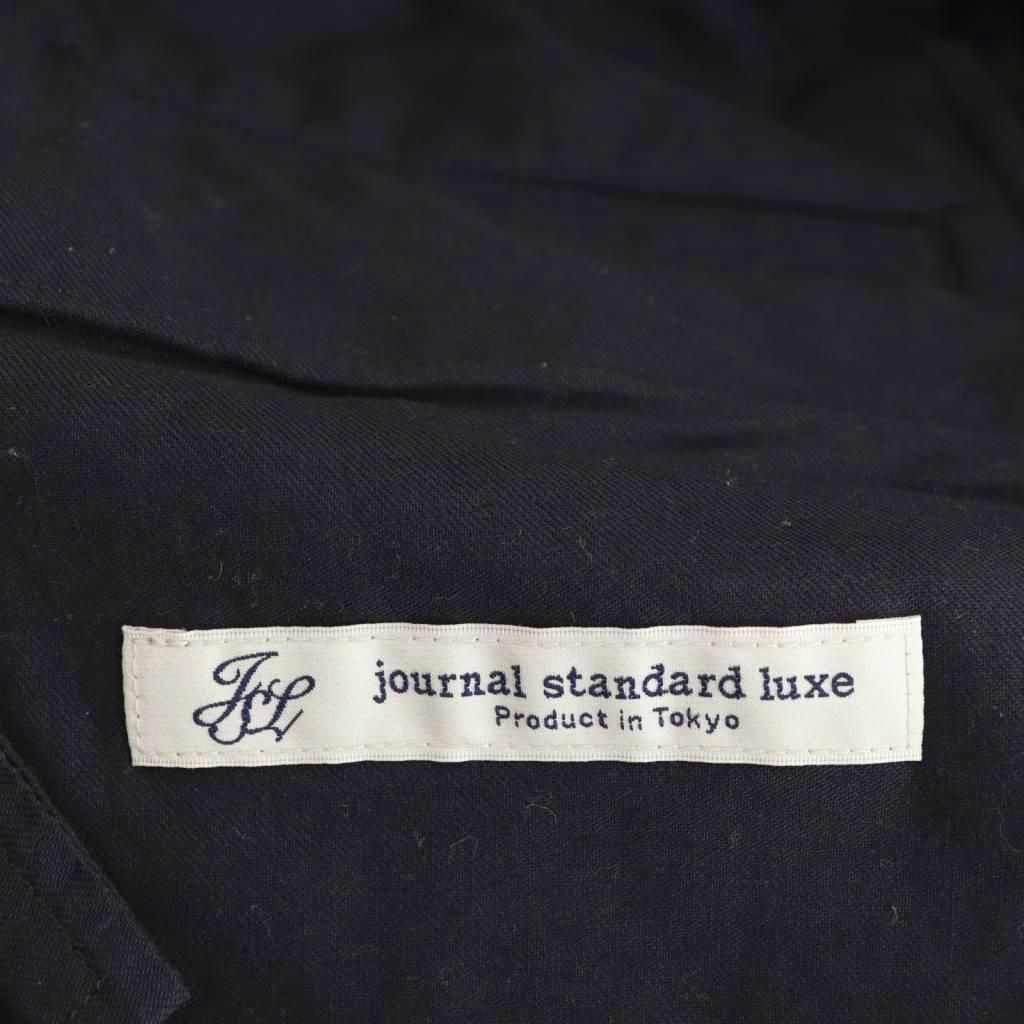 JSL
journal standard luxe
Product in Tokyo